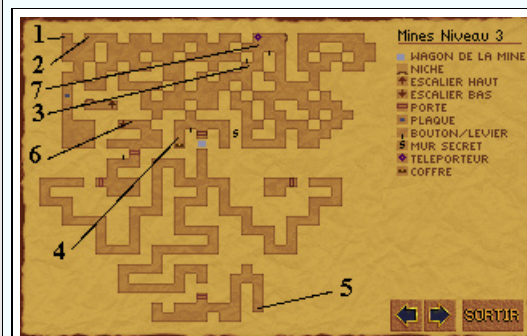 1
2
7
3
6
4
5
S
Mines Niveau 3
WAGON DE LA MINE
NICHE
ESCALIER HAUT
ESCALIER BAS
PORTE
PLAQUE
BOUTON/LEVIER
S MUR SECRET
TELEPORTEUR
COFFRE
SORTIR